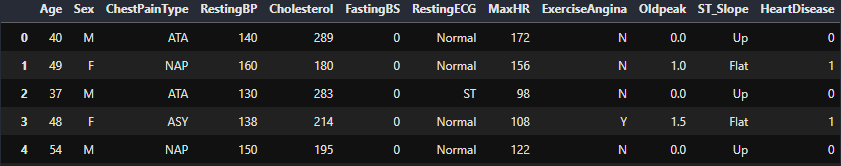 Age Sex ChestPainType RestingBP Cholesterol FastingBS RestingECG MaxHR ExerciseAngina Oldpeak ST_Slope HeartDisease
0 40 M ATA 140 289 0 Normal 172 N 0.0 Up 0
1 49 F NAP 160 180 0 Normal 156 N 1.0 Flat 1
2 37 M ATA 130 283 0 ST 98 N 0.0 Up 0
3 48 F ASY 138 214 0 Normal 108 Y 1.5 Flat 1
4 54 M NAP 150 195 0 Normal 122 N 0.0 Up 0